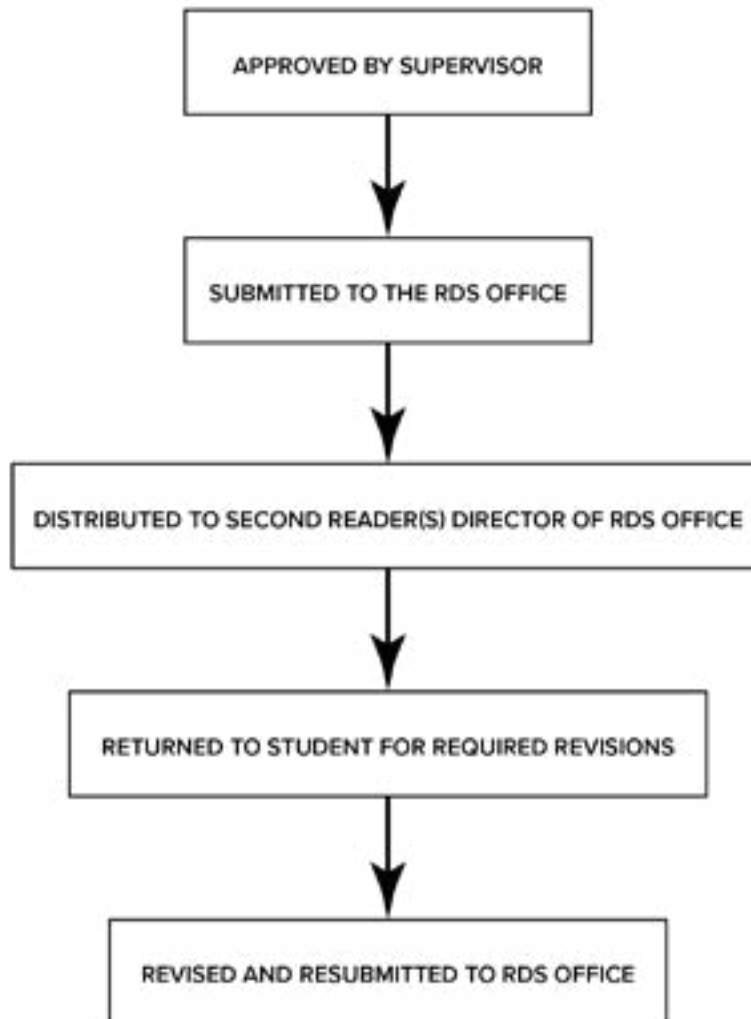 APPROVED BY SUPERVISOR
SUBMITTED TO THE RDS OFFICE
DISTRIBUTED TO SECOND READER(S) DIRECTOR OF RDS OFFICE
RETURNED TO STUDENT FOR REQUIRED REVISIONS
REVISED AND RESUBMITTED TO RDS OFFICE